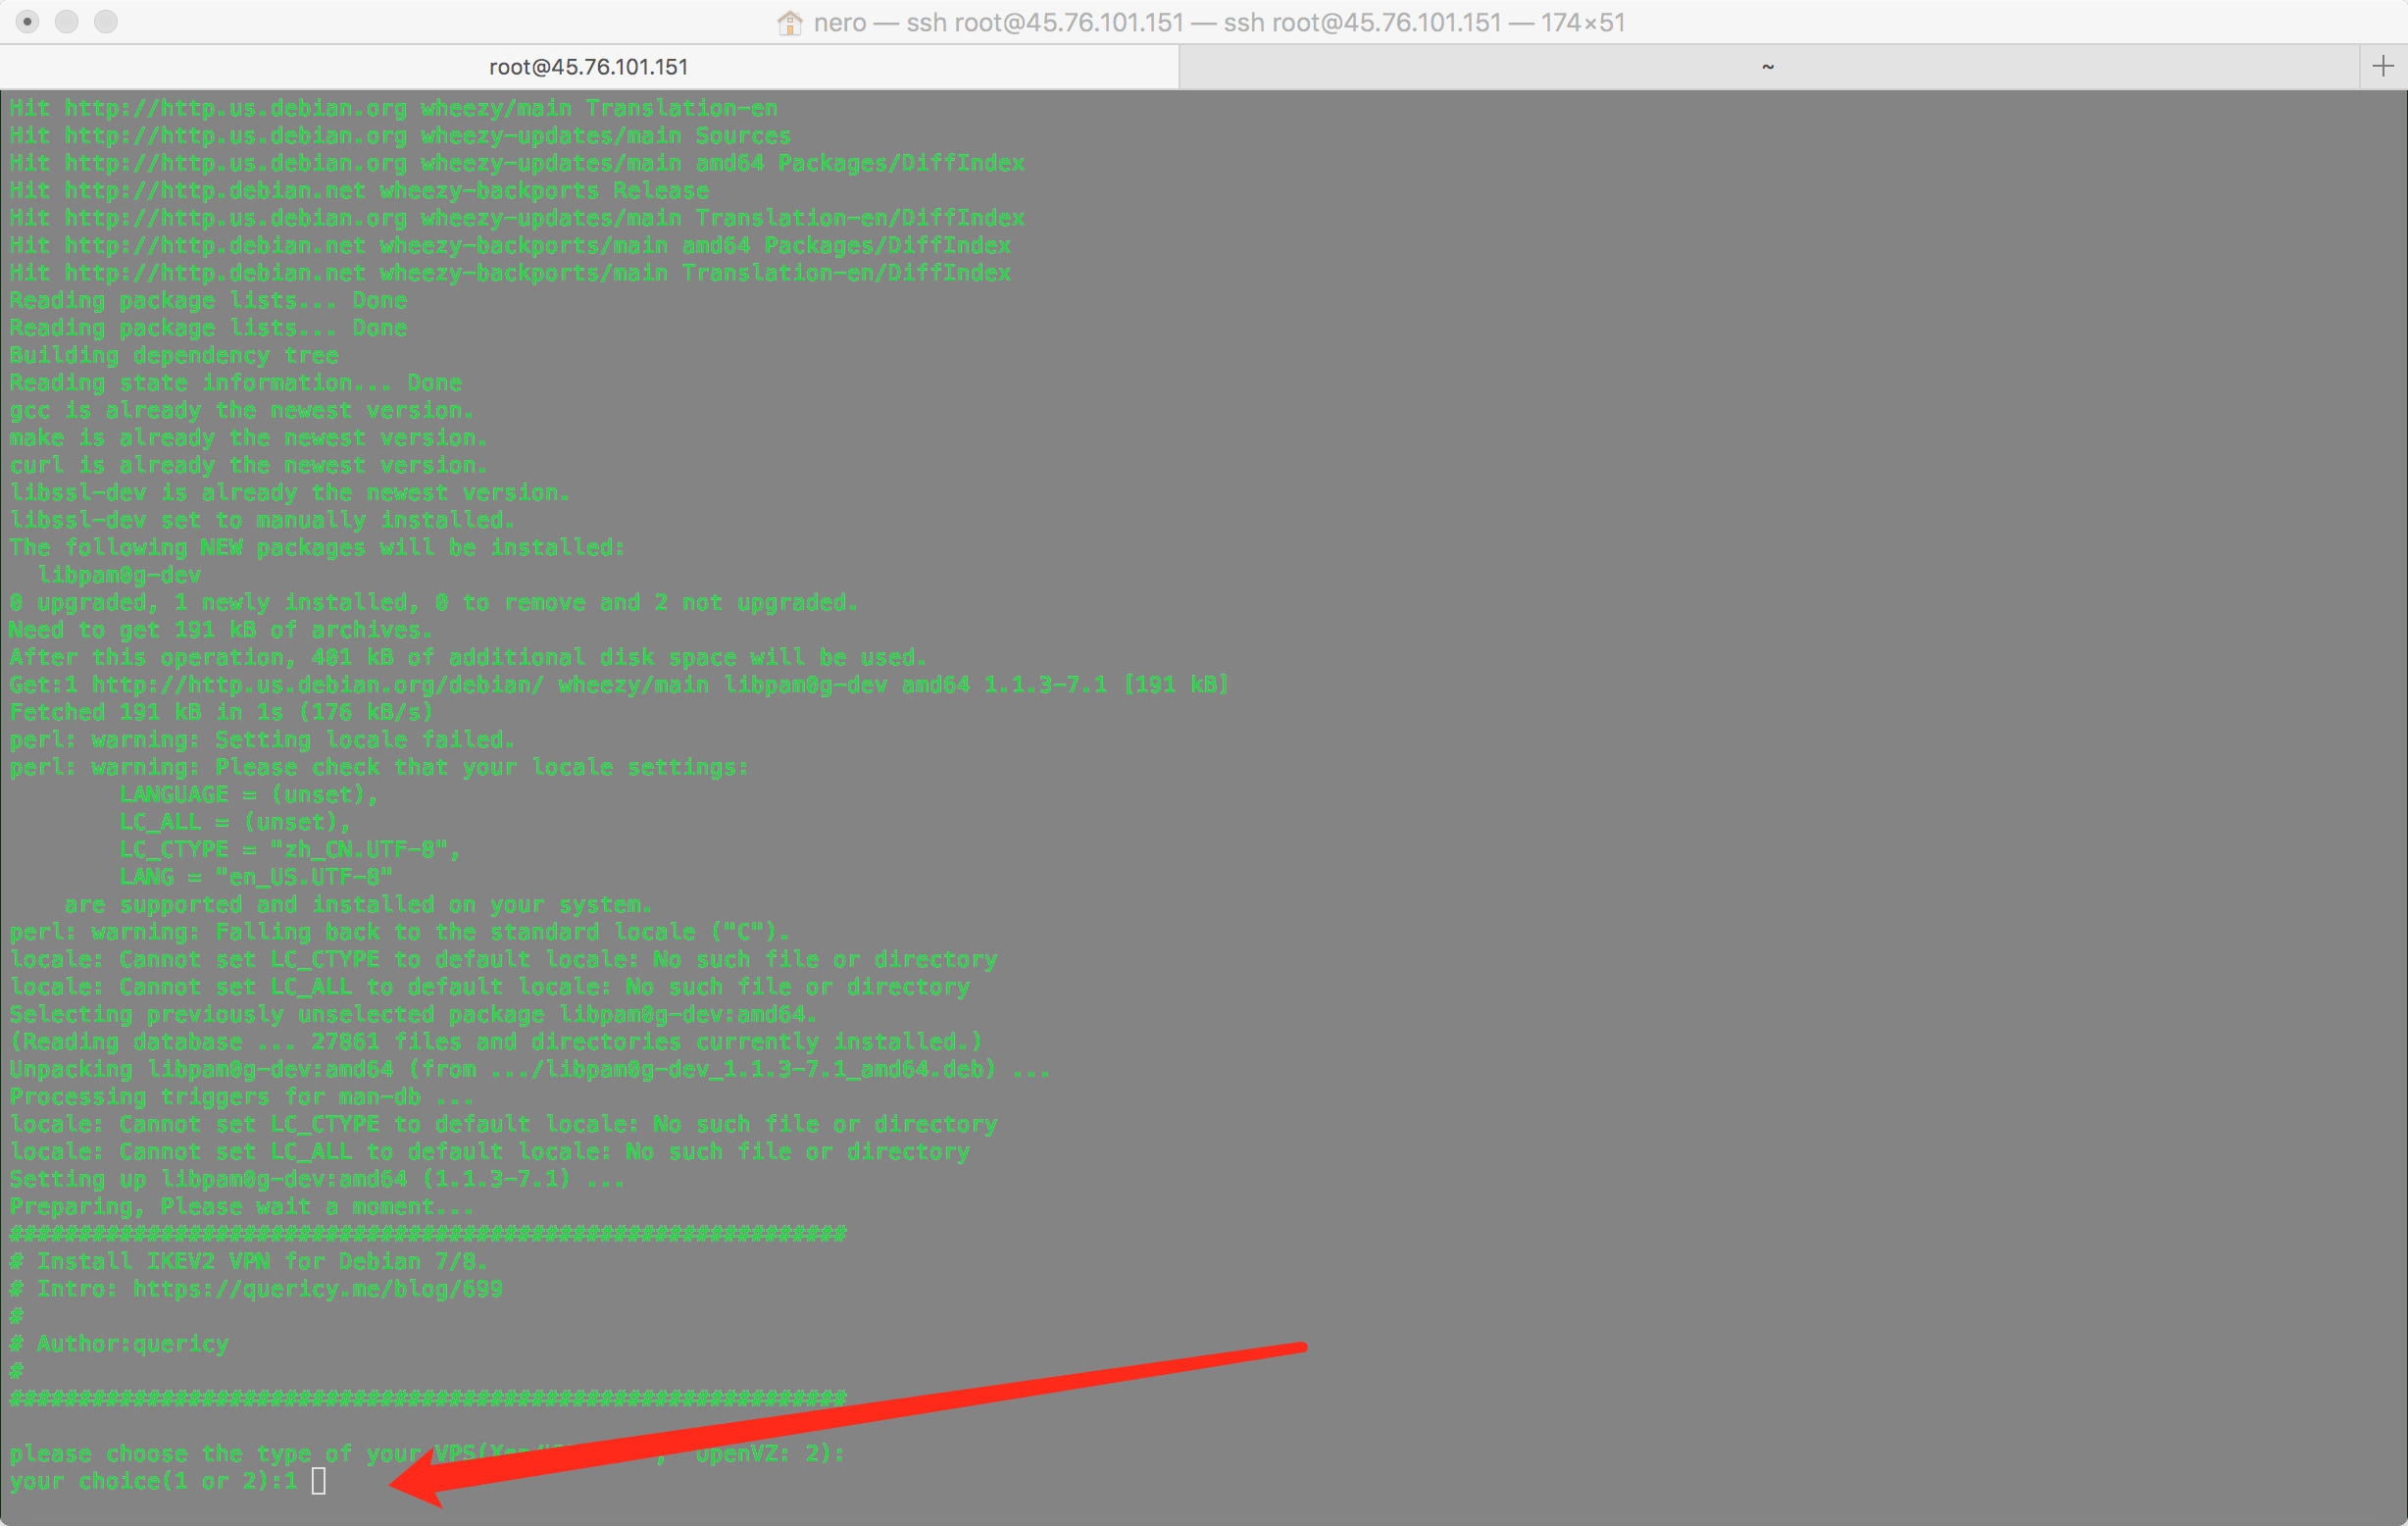 nero — ssh root@45.76.101.151 — ssh root@45.76.101.151 — 174×51
root@45.76.101.151
~
Hit http://http.us.debian.org wheezy/main Translation-en
Hit http://http.us.debian.org wheezy-updates/main Sources
Hit http://http.us.debian.org wheezy-updates/main amd64 Packages/DiffIndex
Hit http://http.debian.net wheezy-backports Release
Hit http://http.us.debian.org wheezy-updates/main Translation-en/DiffIndex
Hit http://http.debian.net wheezy-backports/main amd64 Packages/DiffIndex
Hit http://http.debian.net wheezy-backports/main Translation-en/DiffIndex
Reading package lists... Done
Reading package lists... Done
Building dependency tree
Reading state information... Done
gcc is already the newest version.
make is already the newest version.
curl is already the newest version.
libssl-dev is already the newest version.
libssl-dev set to manually installed.
The following NEW packages will be installed:
  libpam0g-dev
0 upgraded, 1 newly installed, 0 to remove and 2 not upgraded.
Need to get 191 kB of archives.
After this operation, 401 kB of additional disk space will be used.
Get:1 http://http.us.debian.org/debian/ wheezy/main libpam0g-dev amd64 1.1.3-7.1 [191 kB]
Fetched 191 kB in 1s (176 kB/s)
perl: warning: Setting locale failed.
perl: warning: Please check that your locale settings:
        LANGUAGE = (unset),
        LC_ALL = (unset),
        LC_CTYPE = "zh_CN.UTF-8",
        LANG = "en_US.UTF-8"
    are supported and installed on your system.
perl: warning: Falling back to the standard locale ("C").
locale: Cannot set LC_CTYPE to default locale: No such file or directory
locale: Cannot set LC_ALL to default locale: No such file or directory
Selecting previously unselected package libpam0g-dev:amd64.
(Reading database ... 27861 files and directories currently installed.)
Unpacking libpam0g-dev:amd64 (from .../libpam0g-dev_1.1.3-7.1_amd64.deb) ...
Processing triggers for man-db ...
locale: Cannot set LC_CTYPE to default locale: No such file or directory
locale: Cannot set LC_ALL to default locale: No such file or directory
Setting up libpam0g-dev:amd64 (1.1.3-7.1) ...
Preparing, Please wait a moment...
#############################################################
# Install IKEV2 VPN for Debian 7/8.
# Intro: https://quericy.me/blog/699
#
# Author:quericy
#
#############################################################
please choose the type of your openVZ: 2):
your choice(1 or 2):1